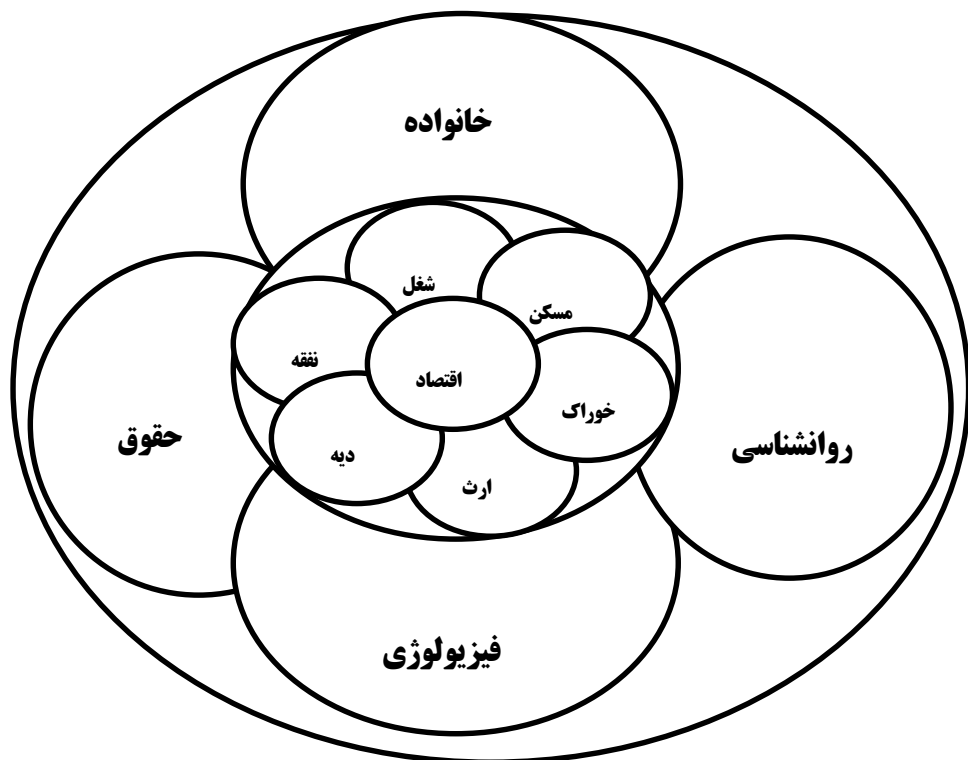 خانواده
شغل
مسکن
نفقه
اقتصاد
خوراک
حقوق
دیه
ارث
روانشناسی
فیزیولوژی